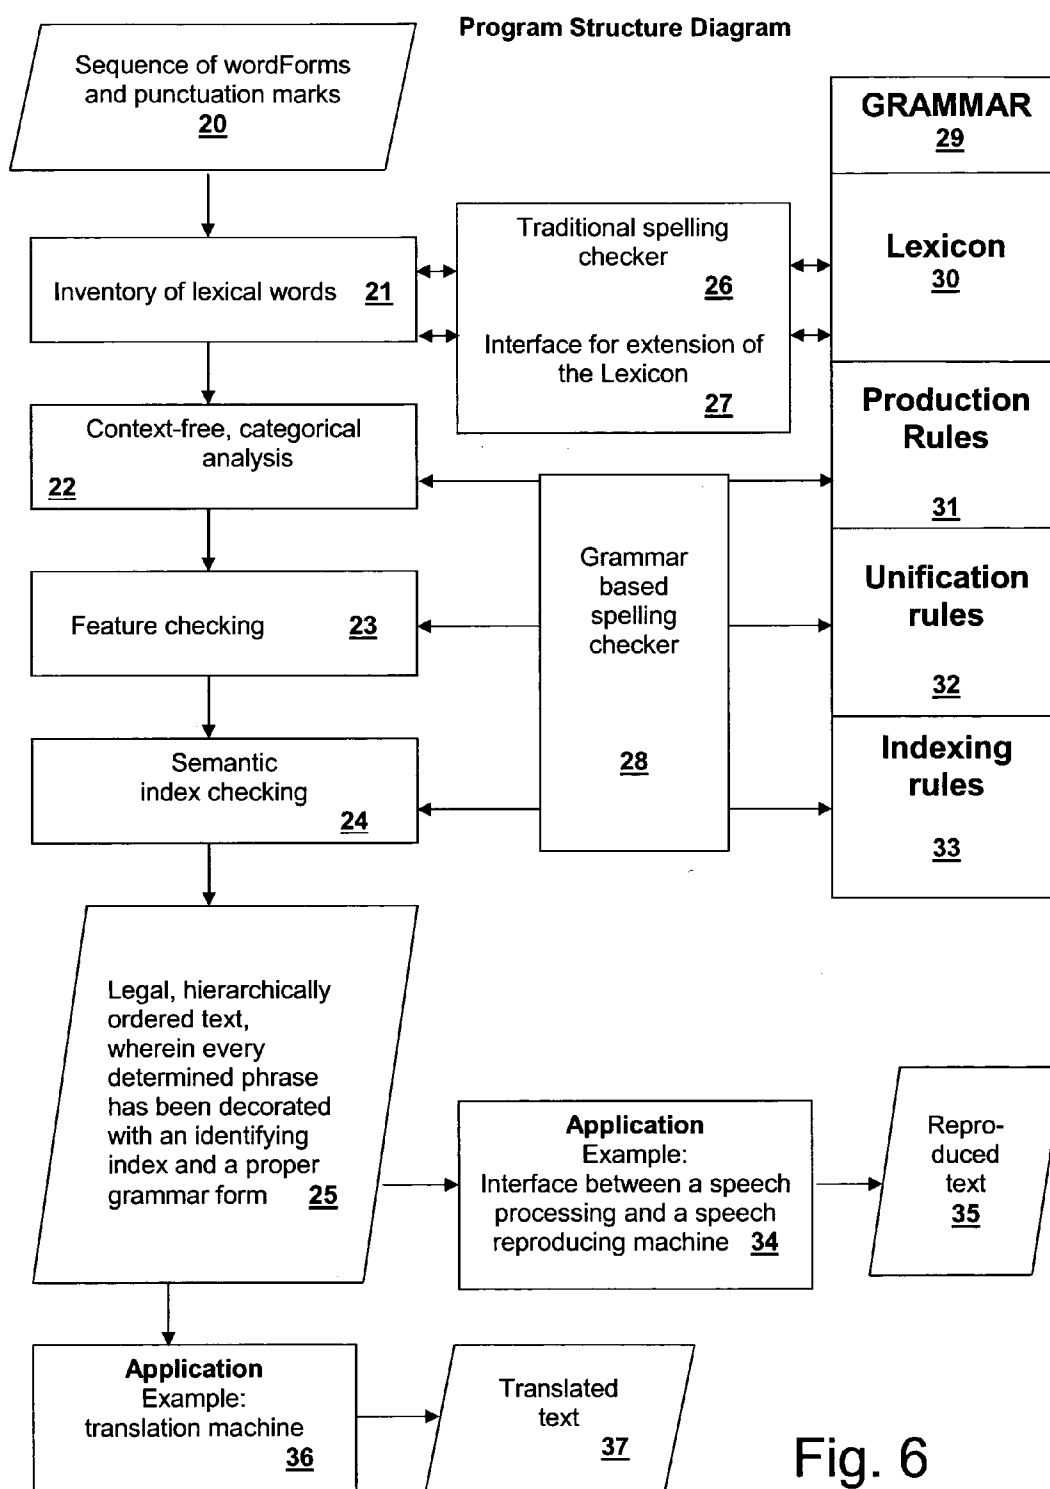 Program Structure Diagram
Sequence of wordForms
and punctuation marks
20
GRAMMAR
29
Inventory of lexical words 21
Traditional spelling
checker
26
Interface for extension of
the Lexicon
27
Lexicon
30
Context-free, categorical
analysis
22
Production
Rules
31
Feature checking 23
Grammar
based
spelling
checker
28
Unification
rules
32
Semantic
index checking
24
Indexing
rules
33
Legal, hierarchically
ordered text,
wherein every
determined phrase
has been decorated
with an identifying
index and a proper
grammar form 25
Application
Example:
Interface between a speech
processing and a speech
reproducing machine 34
Repro-
duced
text
35
Application
Example:
translation machine
36
Translated
text
37
Fig. 6